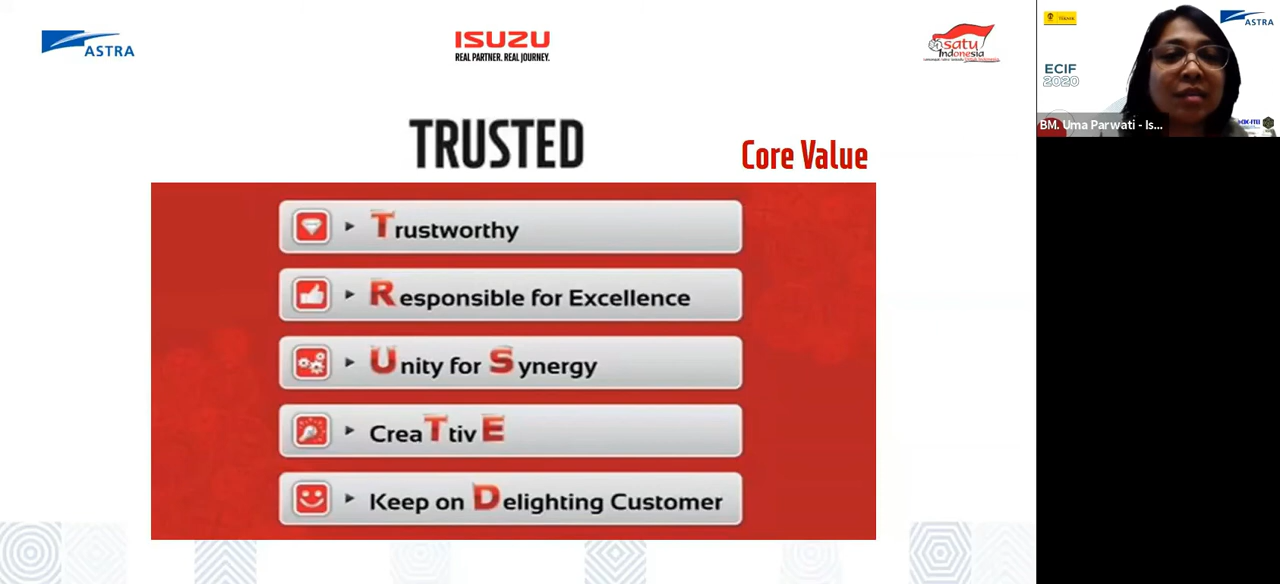 ASTRA
ISUZU
REAL PARTNER. REAL JOURNEY.
satu
Indonesia
TRUSTED
Core Value
Trustworthy
Responsible for Excellence
Unity for Synergy
CreaTtivE
Keep on Delighting Customer
ASTRA
ECIF
2020
BM. Uma Parwati - Is...